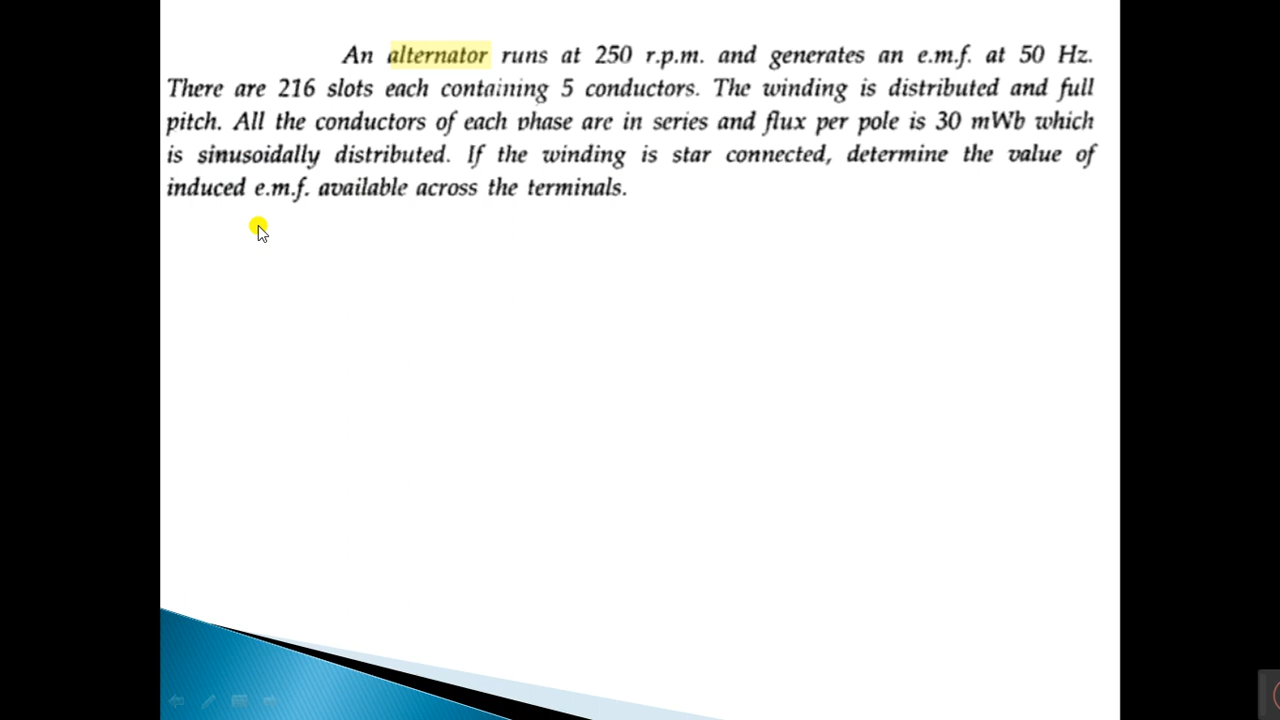 An alternator runs at 250 r.p.m. and generates an e.m.f. at 50 Hz.
There are 216 slots each containing 5 conductors. The winding is distributed and full
pitch. All the conductors of each phase are in series and flux per pole is 30 mWb which
is sinusoidally distributed. If the winding is star connected, determine the value of
induced e.m.f. available across the terminals.